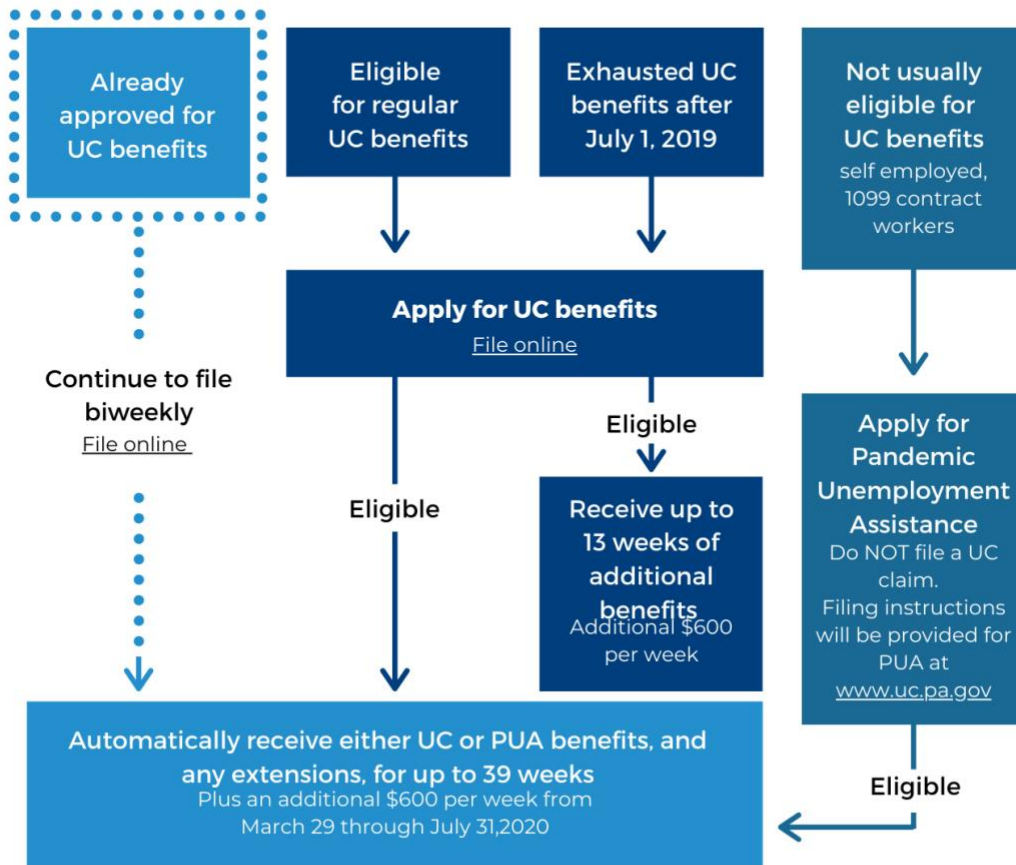 Already
approved for
UC benefits
Eligible
for regular
UC benefits
Exhausted UC
benefits after
July 1, 2019
Not usually
eligible for
UC benefits
self employed,
1099 contract
workers
Apply for UC benefits
File online
Continue to file
biweekly
File online
Eligible
Eligible
Receive up to
13 weeks of
additional
benefits
Additional $600
per week
Apply for
Pandemic
Unemployment
Assistance
Do NOT file a UC
claim.
Filing instructions
will be provided for
PUA at
www.uc.pa.gov
Eligible
Automatically receive either UC or PUA benefits, and
any extensions, for up to 39 weeks
Plus an additional $600 per week from
March 29 through July 31,2020